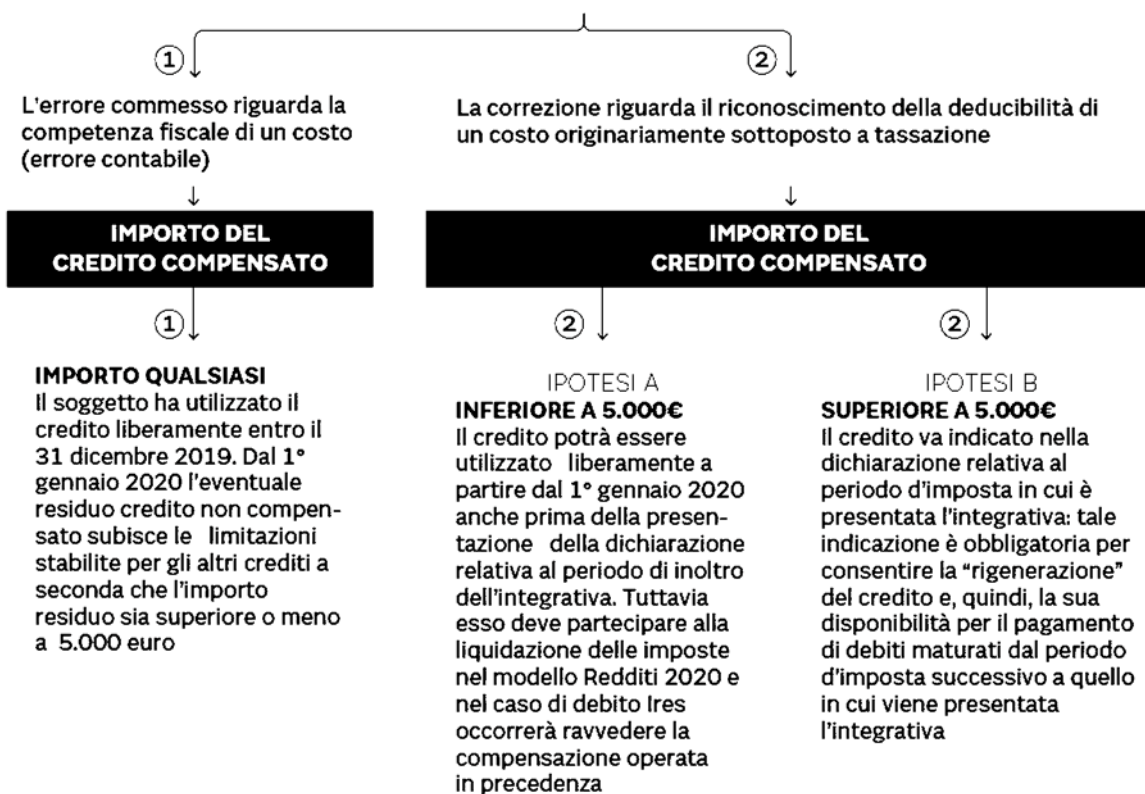 1
L'errore commesso riguarda la
competenza fiscale di un costo
(errore contabile)
IMPORTO DEL
CREDITO COMPENSATO
1
IMPORTO QUALSIASI
Il soggetto ha utilizzato il
credito liberamente entro il
31 dicembre 2019. Dal 1°
gennaio 2020 l'eventuale
residuo credito non compen-
sato subisce le limitazioni
stabilite per gli altri crediti a
seconda che l'importo
residuo sia superiore o meno
a 5.000 euro
2
La correzione riguarda il riconoscimento della deducibilità di
un costo originariamente sottoposto a tassazione
IMPORTO DEL
CREDITO COMPENSATO
2
IPOTESI A
INFERIORE A 5.000€
Il credito potrà essere
utilizzato liberamente a
partire dal 1° gennaio 2020
anche prima della presen-
tazione della dichiarazione
relativa al periodo di inoltro
dell'integrativa. Tuttavia
esso deve partecipare alla
liquidazione delle imposte
nel modello Redditi 2020 e
nel caso di debito Ires
occorrerà ravvedere la
compensazione operata
in precedenza
2
IPOTESI B
SUPERIORE A 5.000€
Il credito va indicato nella
dichiarazione relativa al
periodo d'imposta in cui è
presentata l'integrativa: tale
indicazione è obbligatoria per
consentire la "rigenerazione"
del credito e, quindi, la sua
disponibilità per il pagamento
di debiti maturati dal periodo
d'imposta successivo a quello
in cui viene presentata
l'integrativa